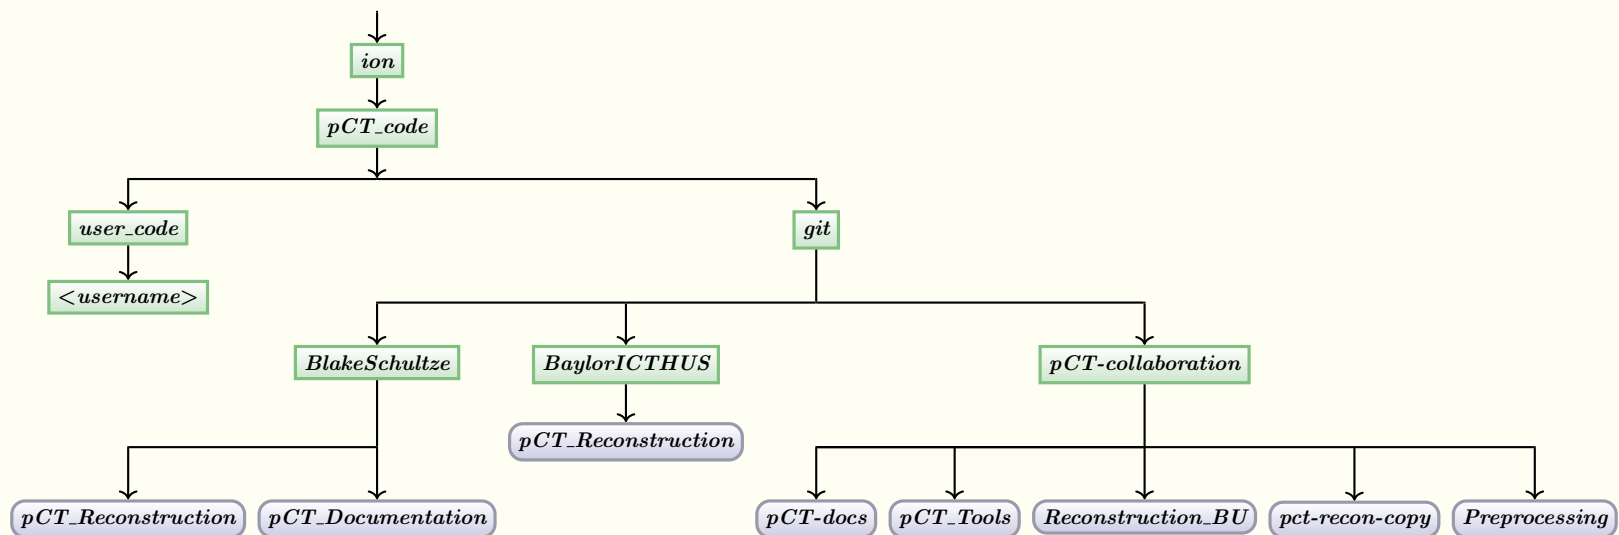 ion
pCT_code
user_code
git
<username>
BlakeSchultze
BaylorICTHUS
pCT-collaboration
pCT_Reconstruction
pCT_Reconstruction
pCT_Documentation
pCT-docs
pCT_Tools
Reconstruction_BU
pct-recon-copy
Preprocessing